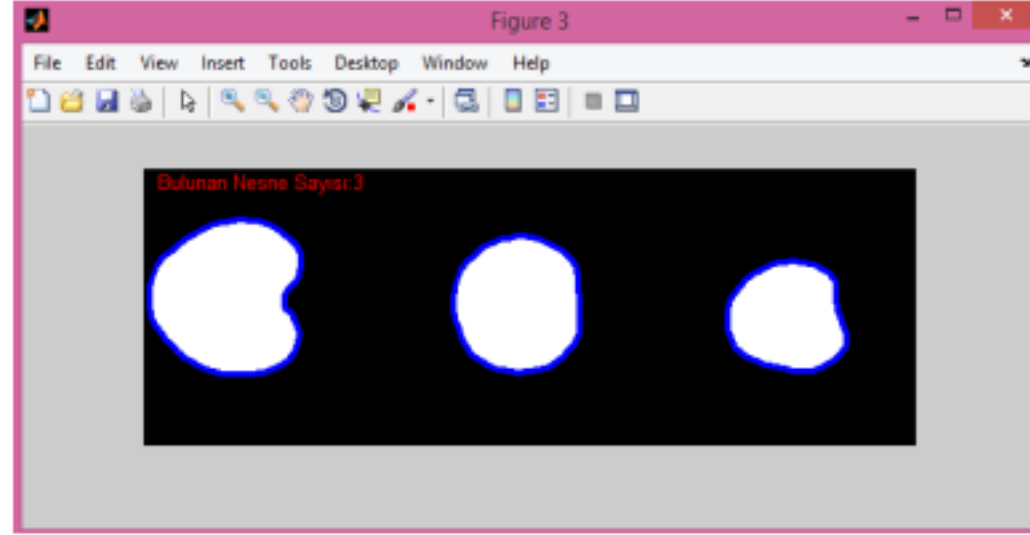 Figure 3
File Edit View Insert Tools Desktop Window Help
Bulunan Nesne Sayısı:3